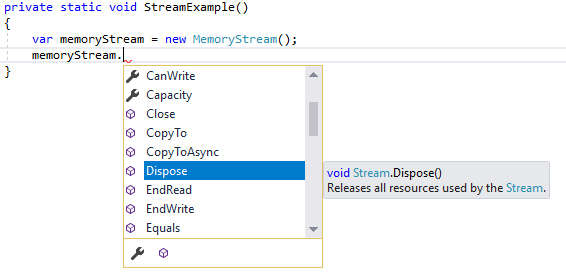 private static void StreamExample()
{
var memoryStream = new MemoryStream();
memoryStream.
}
CanWrite
Capacity
Close
CopyTo
CopyToAsync
Dispose
EndRead
EndWrite
Equals
void Stream.Dispose()
Releases all resources used by the Stream.